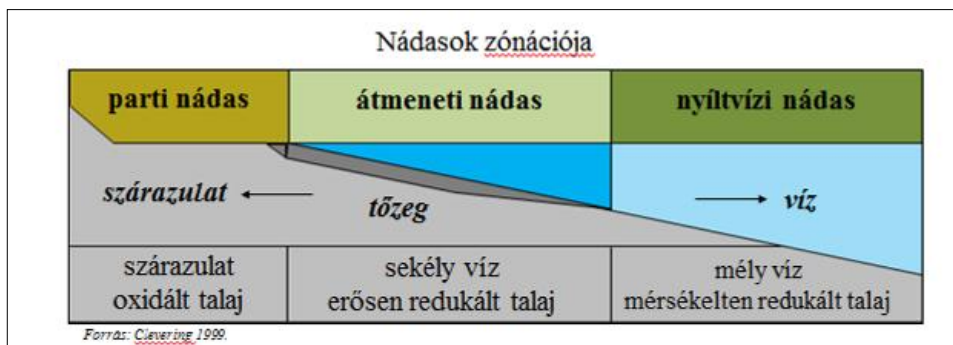 Nádasok zónációja
parti nádas
átmeneti nádas
nyíltvízi nádas
szárazulat
tőzeg
víz
szárazulat
oxidált talaj
sekély víz
erősen redukált talaj
mély víz
mérsékelten redukált talaj
Forrás: Clevering 1999.